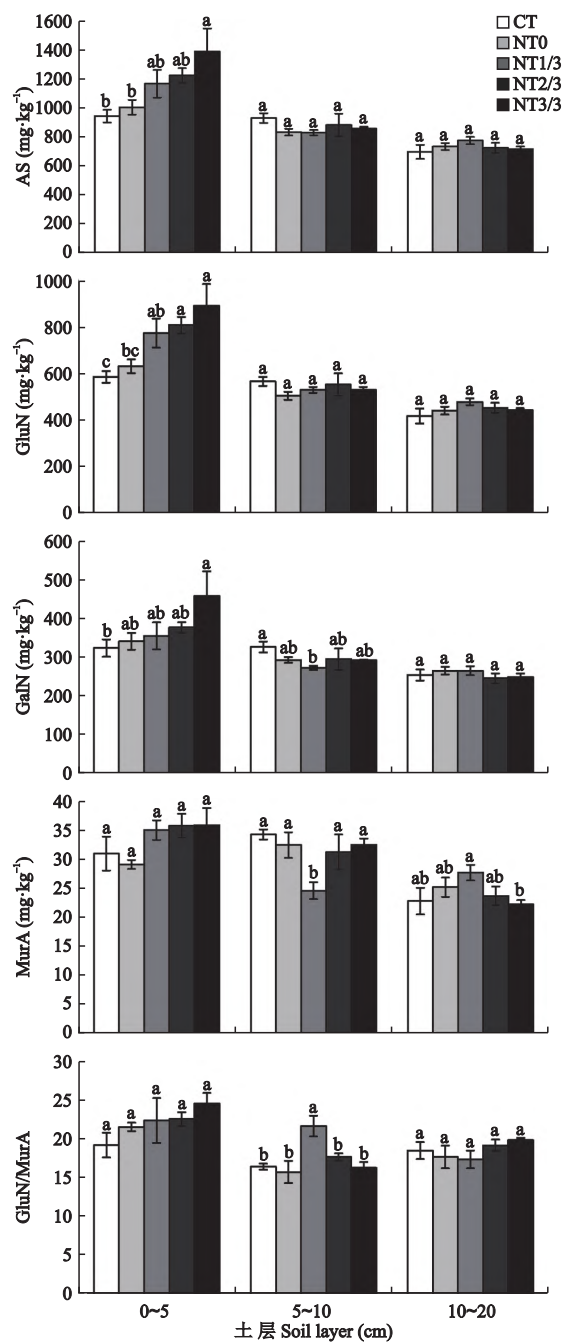 CT
NT0
NT1/3
NT2/3
NT3/3
AS (mg·kg⁻¹)
1600
1400
1200
1000
800
600
400
200
0
b b ab ab a
a a a a a
a a a a a
GluN (mg·kg⁻¹)
1000
800
600
400
200
0
c bc ab a a
a a a a a
a a a a a
GalN (mg·kg⁻¹)
600
500
400
300
200
100
0
b ab ab ab a
a ab b ab ab
a a a a a
MurA (mg·kg⁻¹)
40
35
30
25
20
15
10
5
0
a a a a a
a a b a a
ab ab a ab b
GluN/MurA
30
25
20
15
10
5
0
a a a a a
b b a b b
a a a a a
0~5 5~10 10~20
土 层 Soil layer (cm)